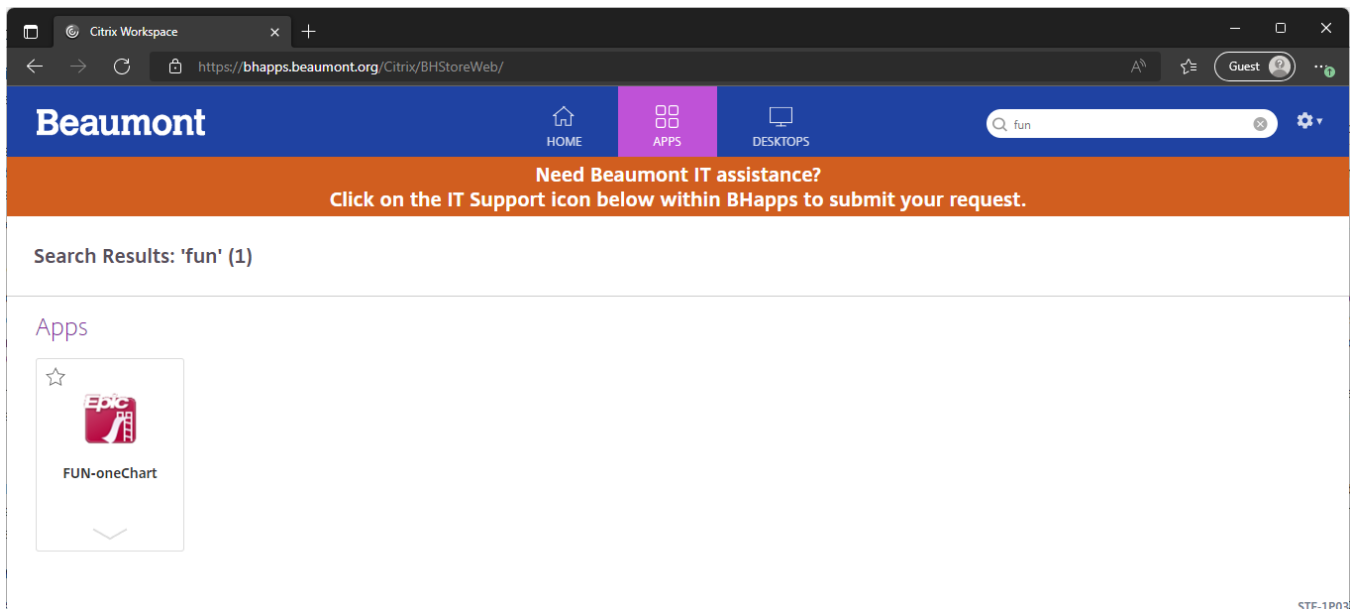 Citrix Workspace
https://bhapps.beaumont.org/Citrix/BHStoreWeb/
Guest
Beaumont
HOME
APPS
DESKTOPS
fun
Need Beaumont IT assistance?
Click on the IT Support icon below within BHapps to submit your request.
Search Results: 'fun' (1)
Apps
Epic
FUN-oneChart
STF-1P03